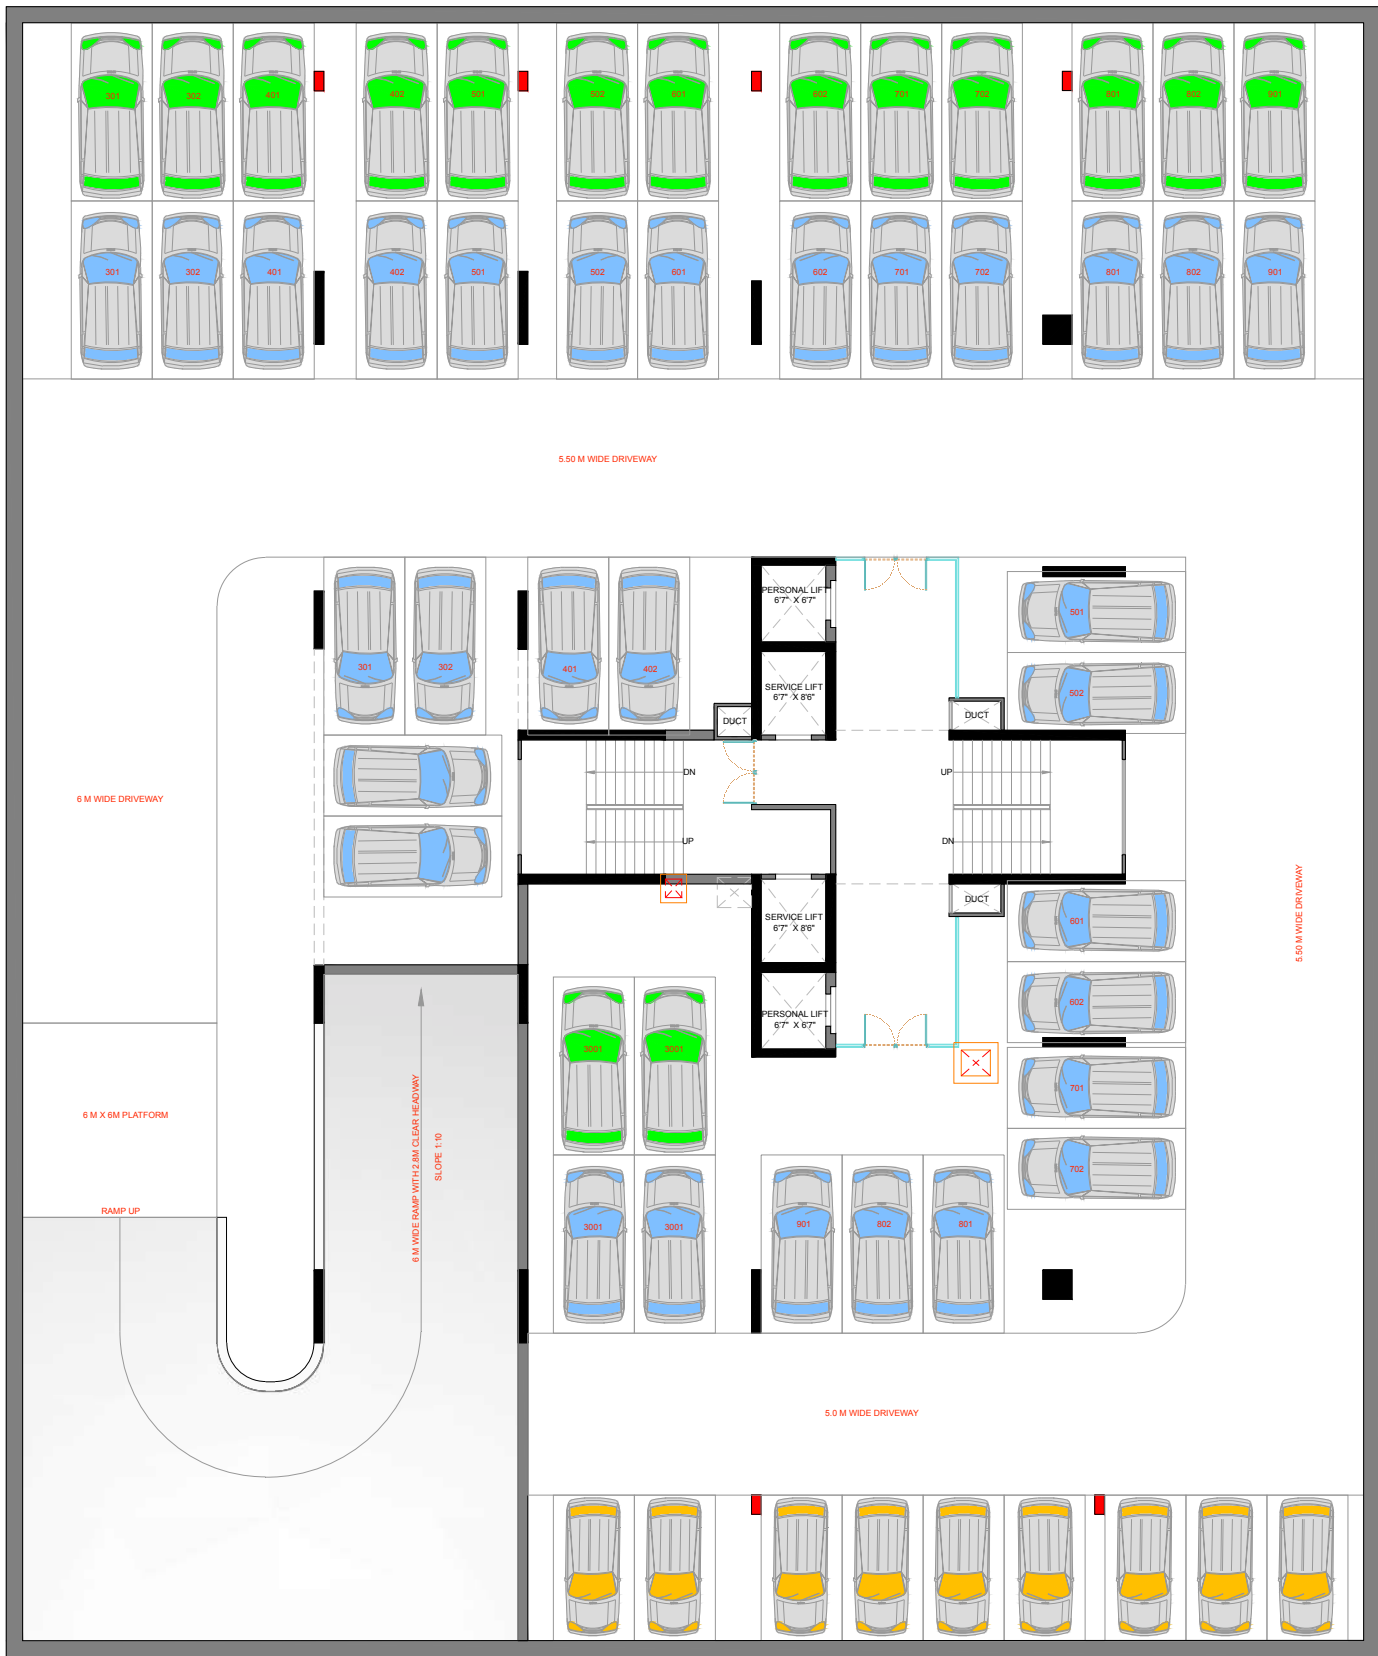 301 302 401 402 501 502 601 602 701 702 801 802 901
301 302 401 402 501 502 601 602 701 702 801 802 901
5.50 M WIDE DRIVEWAY
PERSONAL LIFT
6'7" X 6'7"
501
301 302 401 402
SERVICE LIFT
6'7" X 8'6"
502
DUCT
DUCT
DN
UP
6 M WIDE DRIVEWAY
UP
DN
DUCT
5.50 M WIDE DRIVEWAY
SERVICE LIFT
6'7" X 8'6"
601
602
PERSONAL LIFT
6'7" X 6'7"
3001 3001
701
6 M X 6M PLATFORM
6 M WIDE RAMP WITH 2.8M CLEAR HEADWAY
SLOPE 1:10
702
RAMP UP
3001 3001 901 802 801
5.0 M WIDE DRIVEWAY